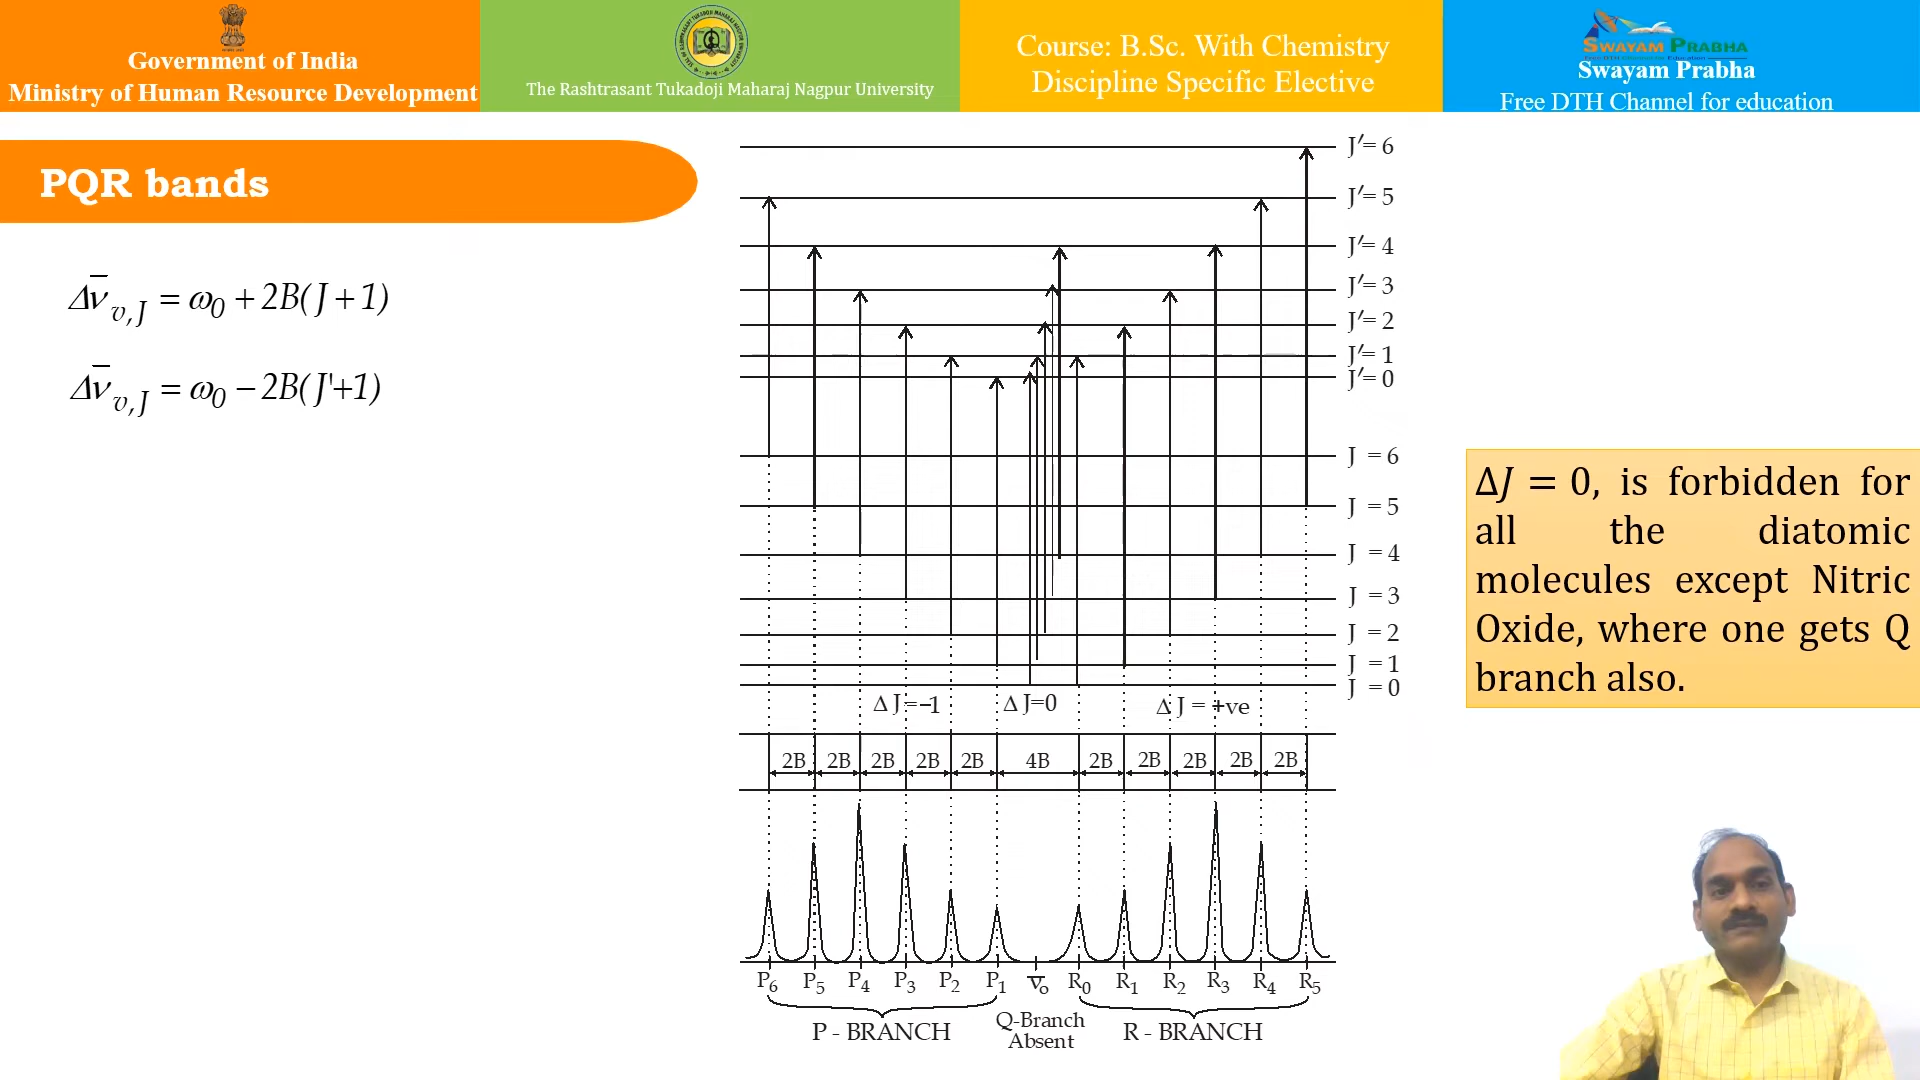 Government of India
Ministry of Human Resource Development
The Rashtrasant Tukadoji Maharaj Nagpur University
Course: B.Sc. With Chemistry
Discipline Specific Elective
SWAYAM PRABHA
Swayam Prabha
Free DTH Channel for education
PQR bands
Δν̅ v,J = ω0 + 2B(J + 1)
Δν̅ v,J = ω0 − 2B(J'+1)
J′= 6
J′= 5
J′= 4
J′= 3
J′= 2
J′= 1
J′= 0
J = 6
J = 5
J = 4
J = 3
J = 2
J = 1
J = 0
Δ J = −1 Δ J=0 Δ J = +ve
2B 2B 2B 2B 2B 4B 2B 2B 2B 2B 2B
P6 P5 P4 P3 P2 P1 ν̅o R0 R1 R2 R3 R4 R5
P - BRANCH Q-Branch Absent R - BRANCH
ΔJ = 0, is forbidden for
all the diatomic
molecules except Nitric
Oxide, where one gets Q
branch also.